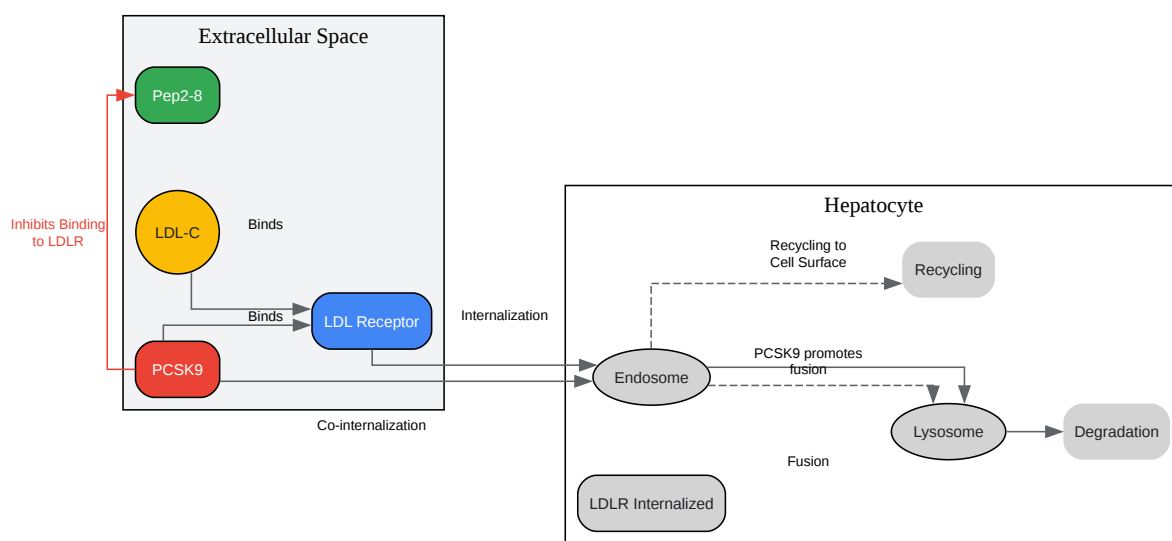 Extracellular Space
Pep2-8
Inhibits Binding
to LDLR
LDL-C
Binds
Binds
LDL Receptor
PCSK9
Internalization
Co-internalization
Hepatocyte
Recycling to
Cell Surface
Recycling
PCSK9 promotes
fusion
Endosome
Lysosome
Degradation
Fusion
LDLR Internalized